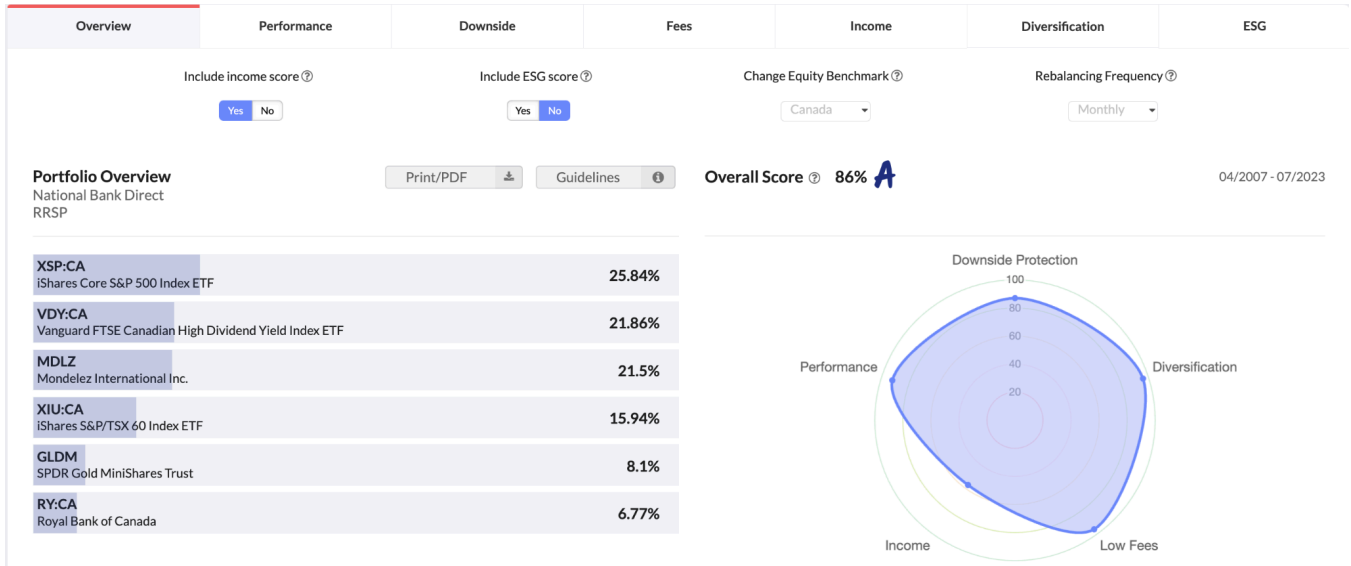 Overview Performance Downside Fees Income Diversification ESG
Include income score ? Include ESG score ? Change Equity Benchmark ? Rebalancing Frequency ?
Yes No Yes No Canada Monthly
Portfolio Overview
National Bank Direct
RRSP
Print/PDF Guidelines i
Overall Score ? 86% A 04/2007 - 07/2023
XSP:CA
iShares Core S&P 500 Index ETF
25.84%
VDY:CA
Vanguard FTSE Canadian High Dividend Yield Index ETF
21.86%
MDLZ
Mondelez International Inc.
21.5%
XIU:CA
iShares S&P/TSX 60 Index ETF
15.94%
GLDM
SPDR Gold MiniShares Trust
8.1%
RY:CA
Royal Bank of Canada
6.77%
Downside Protection
100
80
60
40
20
Performance
Diversification
Income
Low Fees